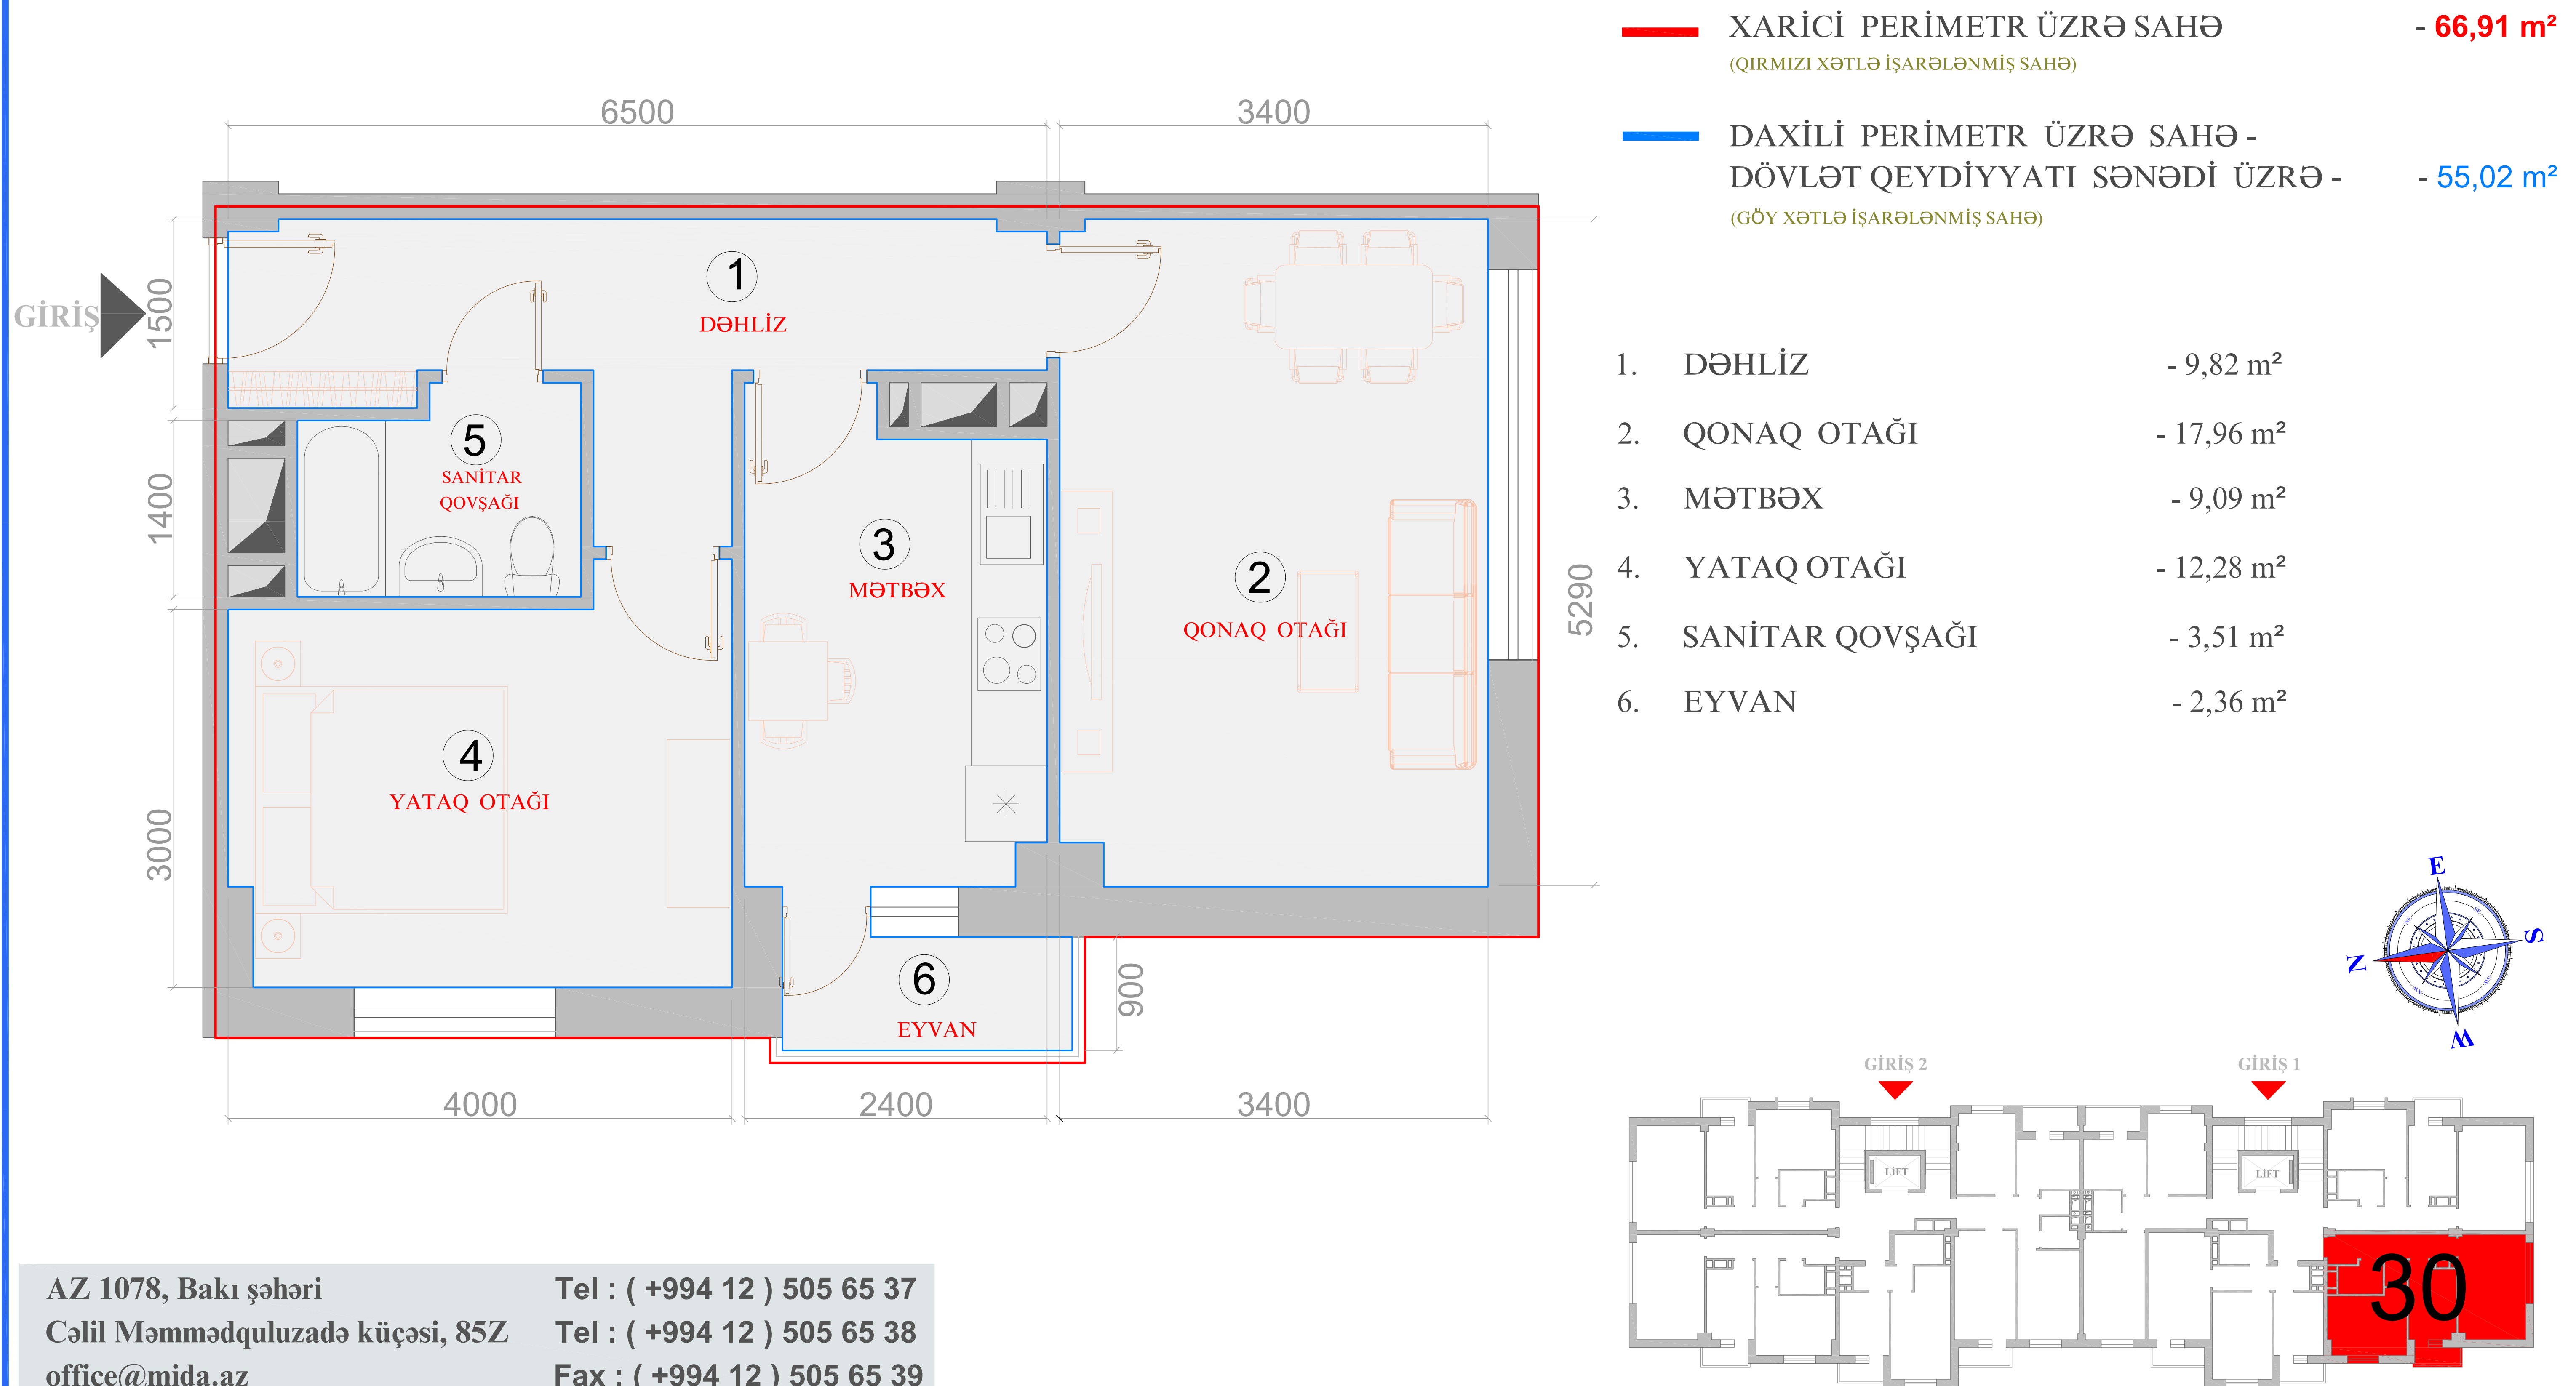 XARİCİ PERİMETR ÜZRƏ SAHƏ - 66,91 m²
(QIRMIZI XƏTLƏ İŞARƏLƏNMİŞ SAHƏ)
DAXİLİ PERİMETR ÜZRƏ SAHƏ -
DÖVLƏT QEYDİYYATI SƏNƏDİ ÜZRƏ - - 55,02 m²
(GÖY XƏTLƏ İŞARƏLƏNMİŞ SAHƏ)
6500
3400
GİRİŞ
1500
1400
3000
5290
900
4000
2400
3400
1
DƏHLİZ
5
SANİTAR
QOVŞAĞI
3
MƏTBƏX
2
QONAQ OTAĞI
4
YATAQ OTAĞI
6
EYVAN
1. DƏHLİZ - 9,82 m²
2. QONAQ OTAĞI - 17,96 m²
3. MƏTBƏX - 9,09 m²
4. YATAQ OTAĞI - 12,28 m²
5. SANİTAR QOVŞAĞI - 3,51 m²
6. EYVAN - 2,36 m²
E
S
N
W
GİRİŞ 2
GİRİŞ 1
LİFT
LİFT
30
AZ 1078, Bakı şəhəri
Cəlil Məmmədquluzadə küçəsi, 85Z
office@mida.az
Tel : ( +994 12 ) 505 65 37
Tel : ( +994 12 ) 505 65 38
Fax : ( +994 12 ) 505 65 39